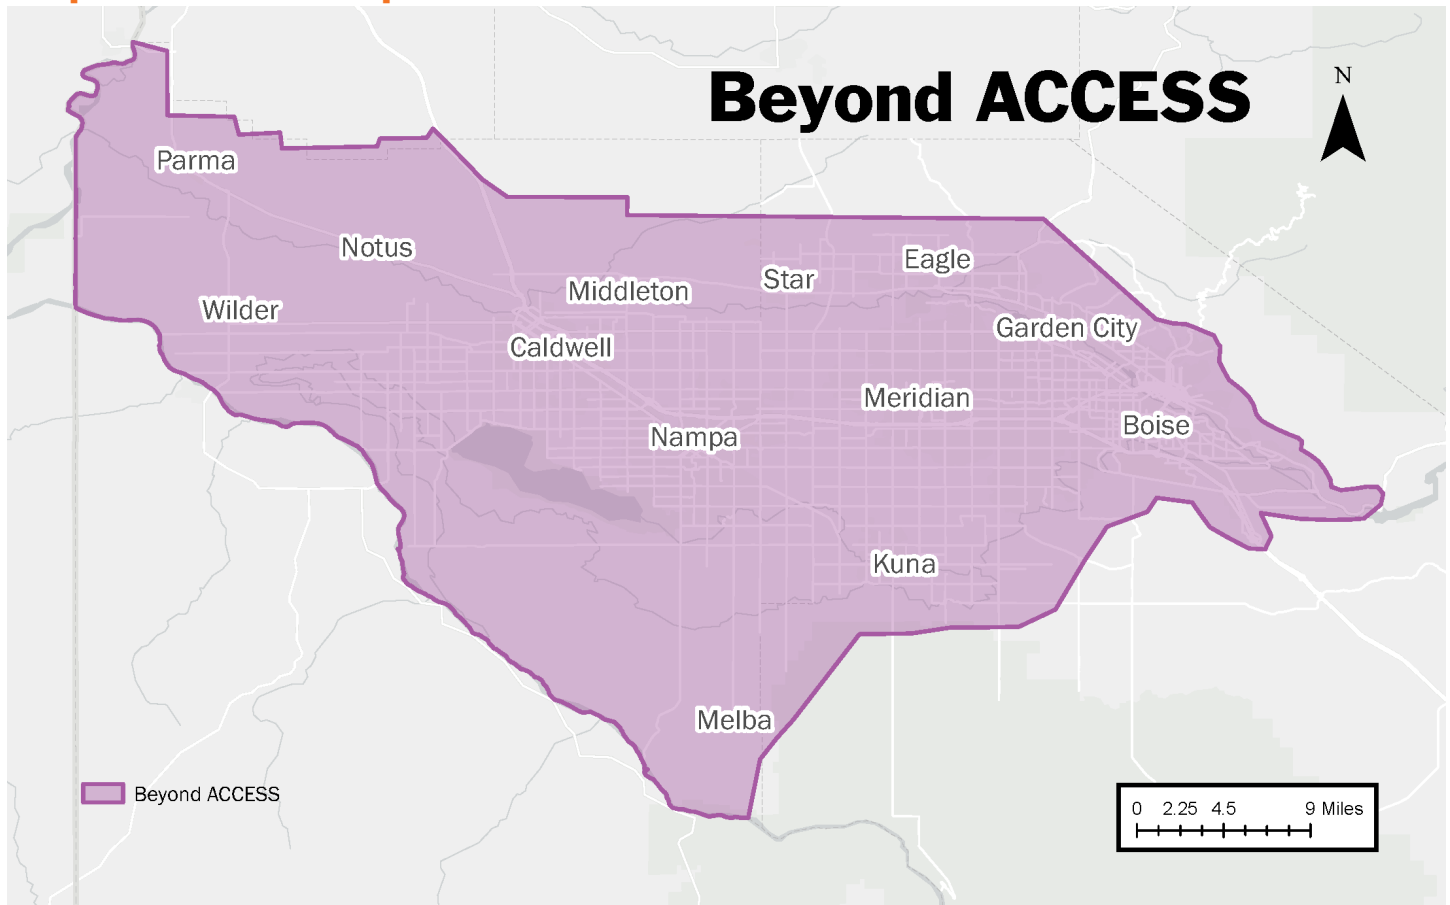 Beyond ACCESS
N
Parma
Notus
Eagle
Star
Middleton
Wilder
Garden City
Caldwell
Meridian
Boise
Nampa
Kuna
Melba
Beyond ACCESS
0 2.25 4.5 9 Miles